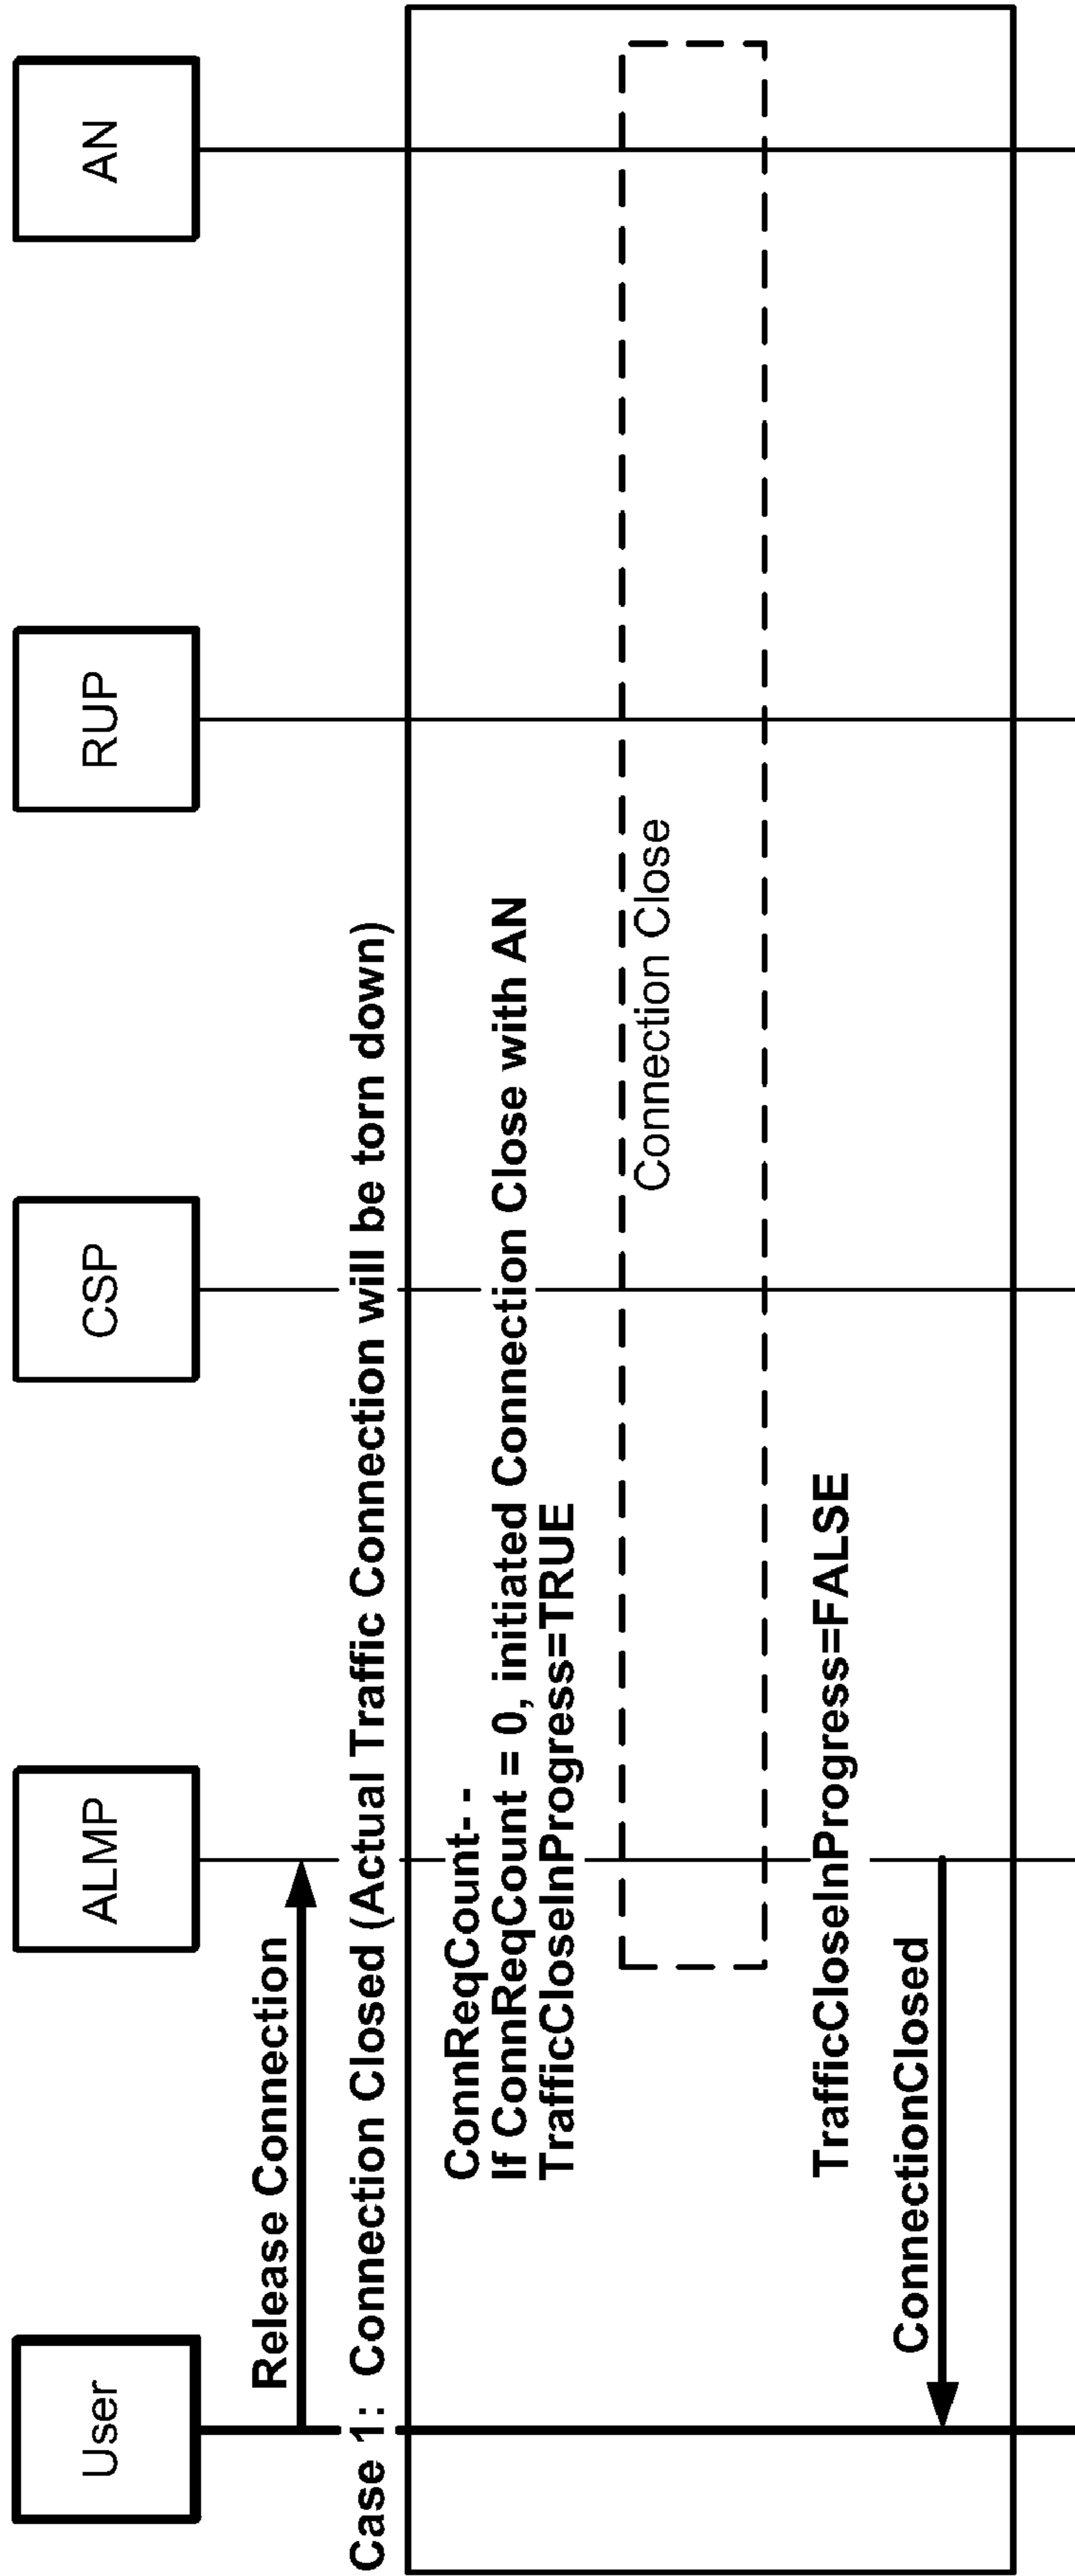 User
ALMP
CSP
RUP
AN
Release Connection
Case 1: Connection Closed (Actual Traffic Connection will be torn down)
ConnReqCount- -
If ConnReqCount = 0, initiated Connection Close with AN
TrafficCloseInProgress=TRUE
Connection Close
TrafficCloseInProgress=FALSE
ConnectionClosed